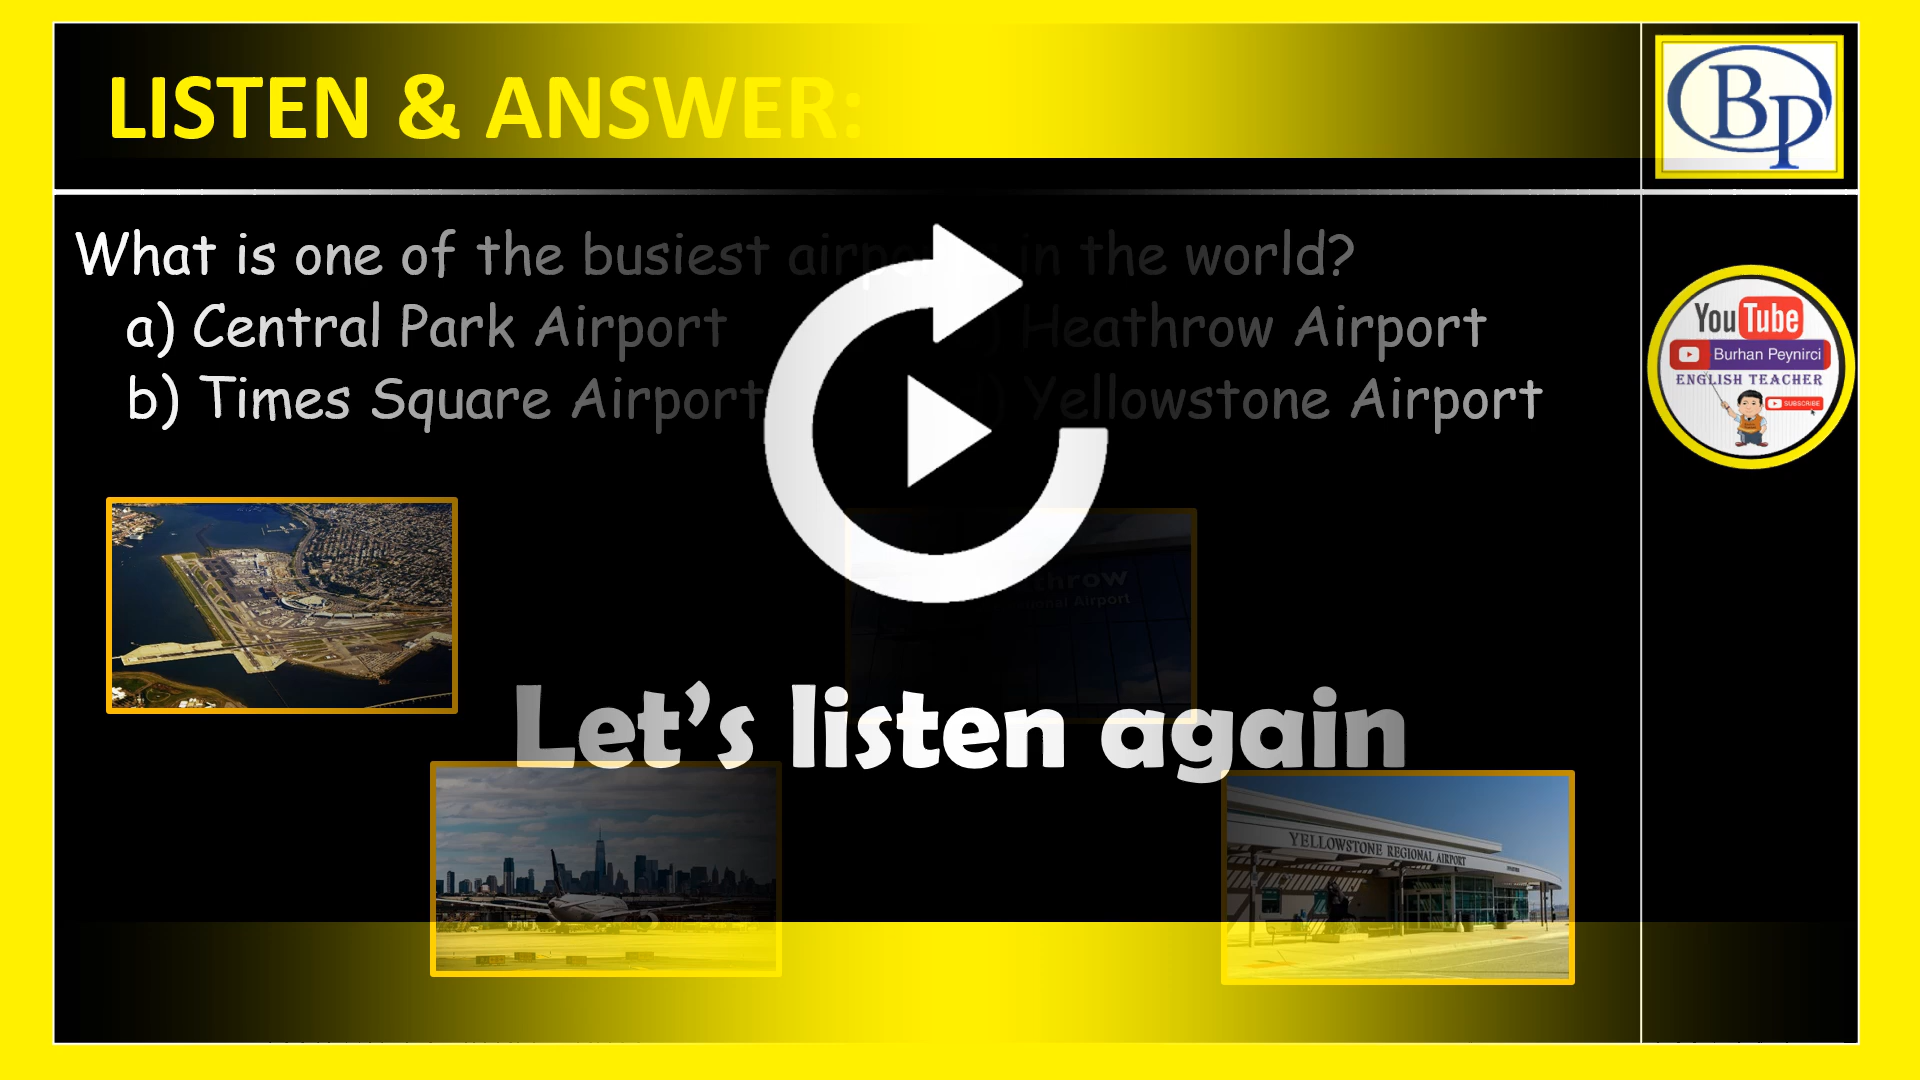 LISTEN & ANSWER:
BP
What is one of the busiest in the world?
a) Central Park Airport
Heathrow Airport
b) Times Square Airport
Yellowstone Airport
YouTube
Burhan Peynirci
ENGLISH TEACHER
SUBSCRIBE
Let's listen again
YELLOWSTONE REGIONAL AIRPORT